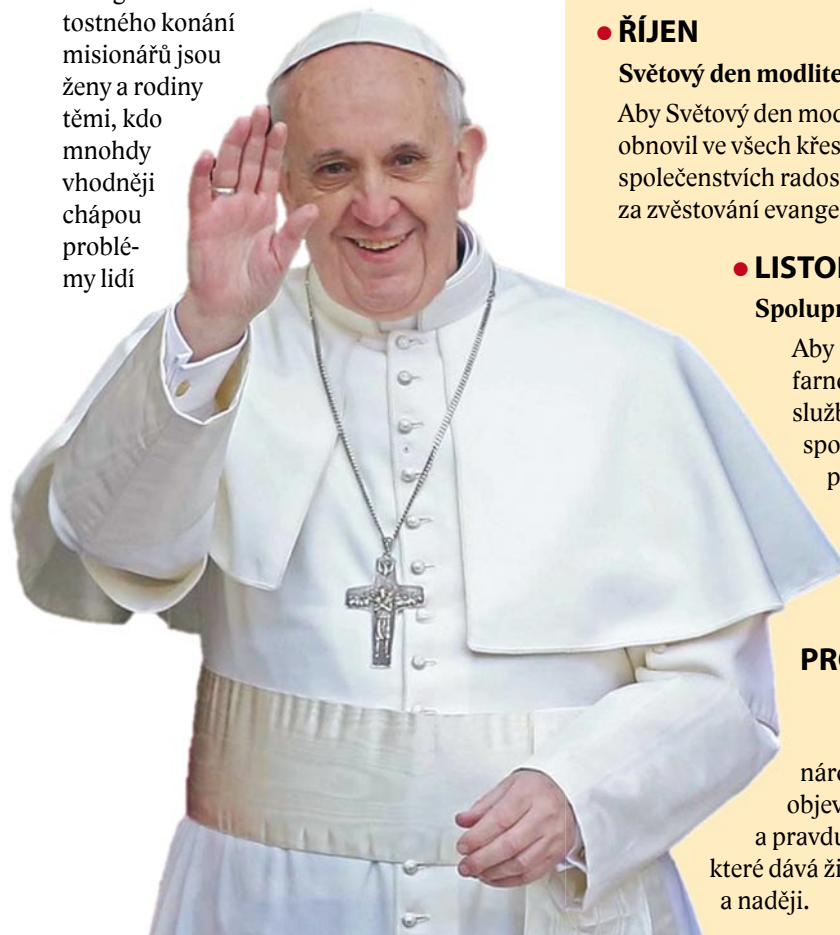 tostného konání
misionářů jsou
ženy a rodiny
těmi, kdo
mnohdy
vhodněji
chápou
problé-
my lidí
• ŘÍJEN
Světový den modlite
Aby Světový den mod
obnovil ve všech křes
společenstvích rados
za zvěstování evange
• LISTO
Spolupr
Aby
farno
služb
spo
p
PRO
náro
objev
a pravdu
které dává ži
a naději.